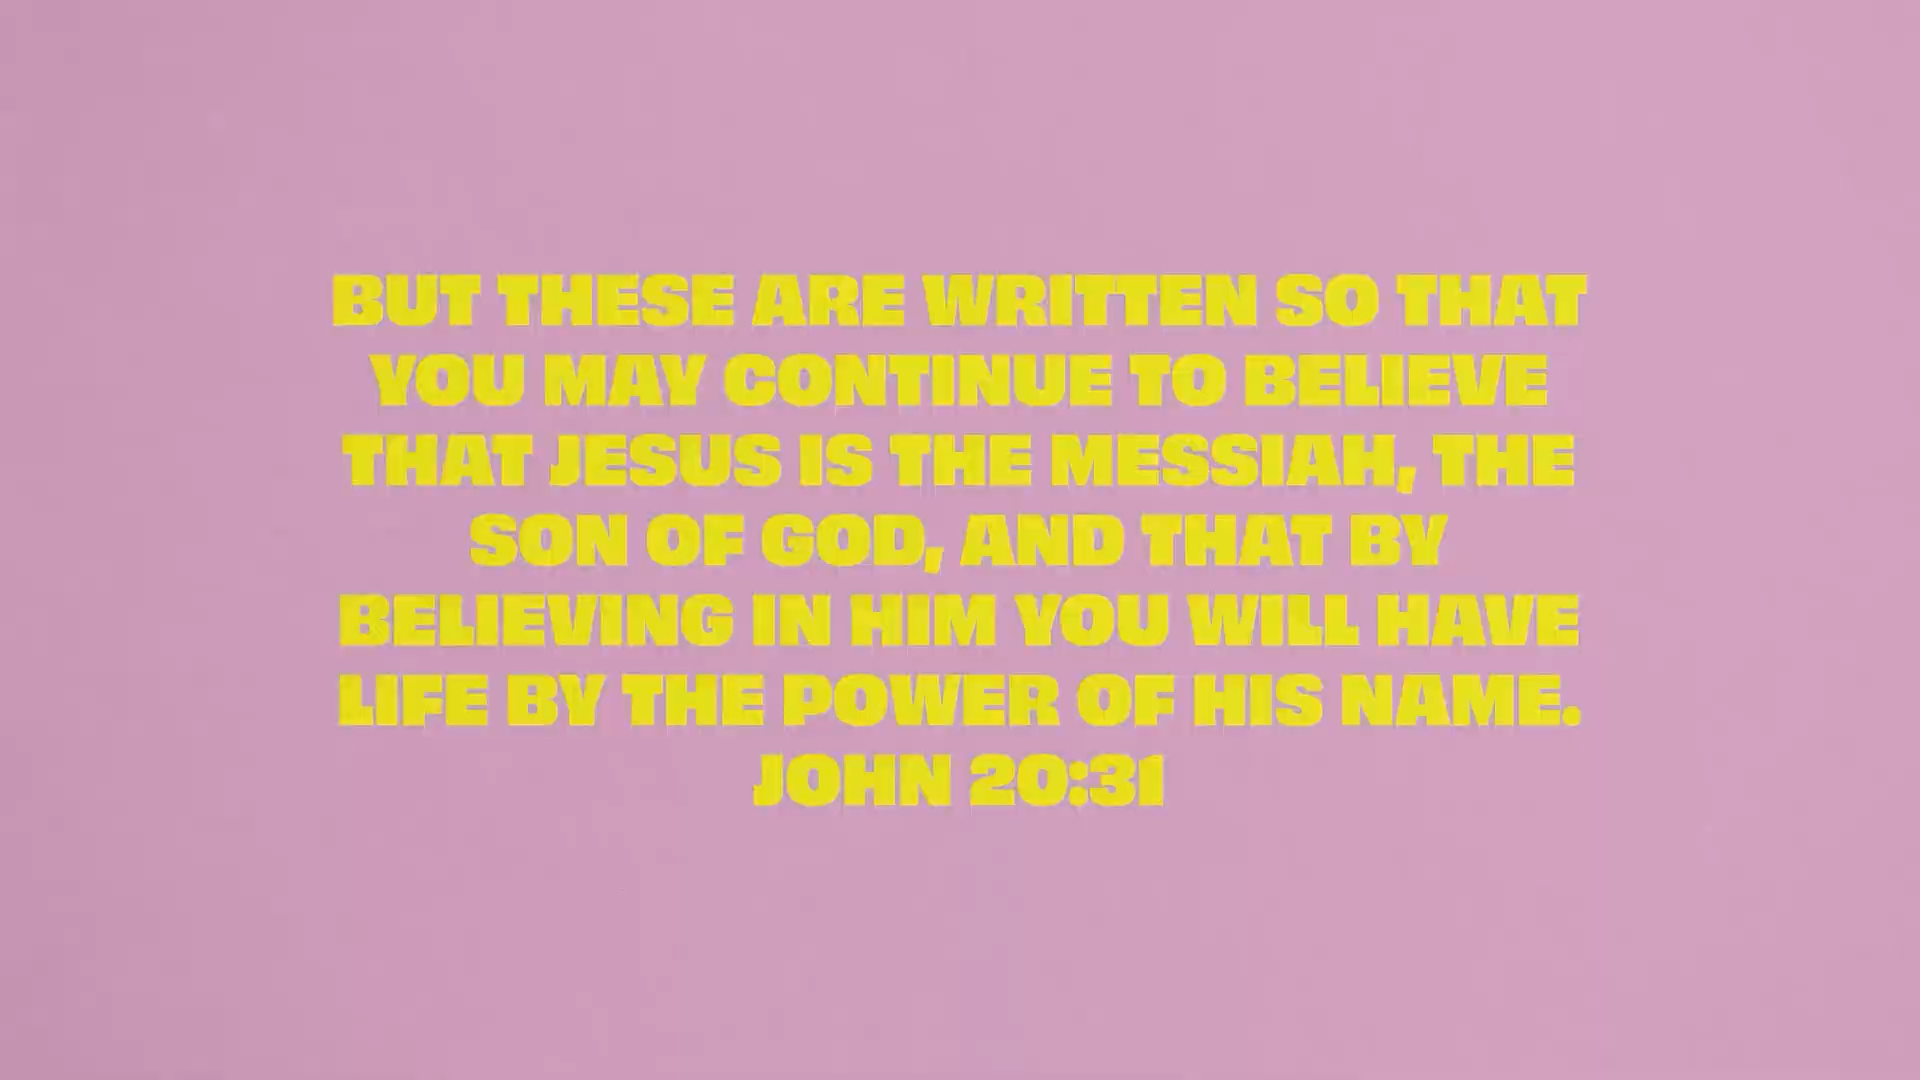 BUT THESE ARE WRITTEN SO THAT
YOU MAY CONTINUE TO BELIEVE
THAT JESUS IS THE MESSIAH, THE
SON OF GOD, AND THAT BY
BELIEVING IN HIM YOU WILL HAVE
LIFE BY THE POWER OF HIS NAME.
JOHN 20:31